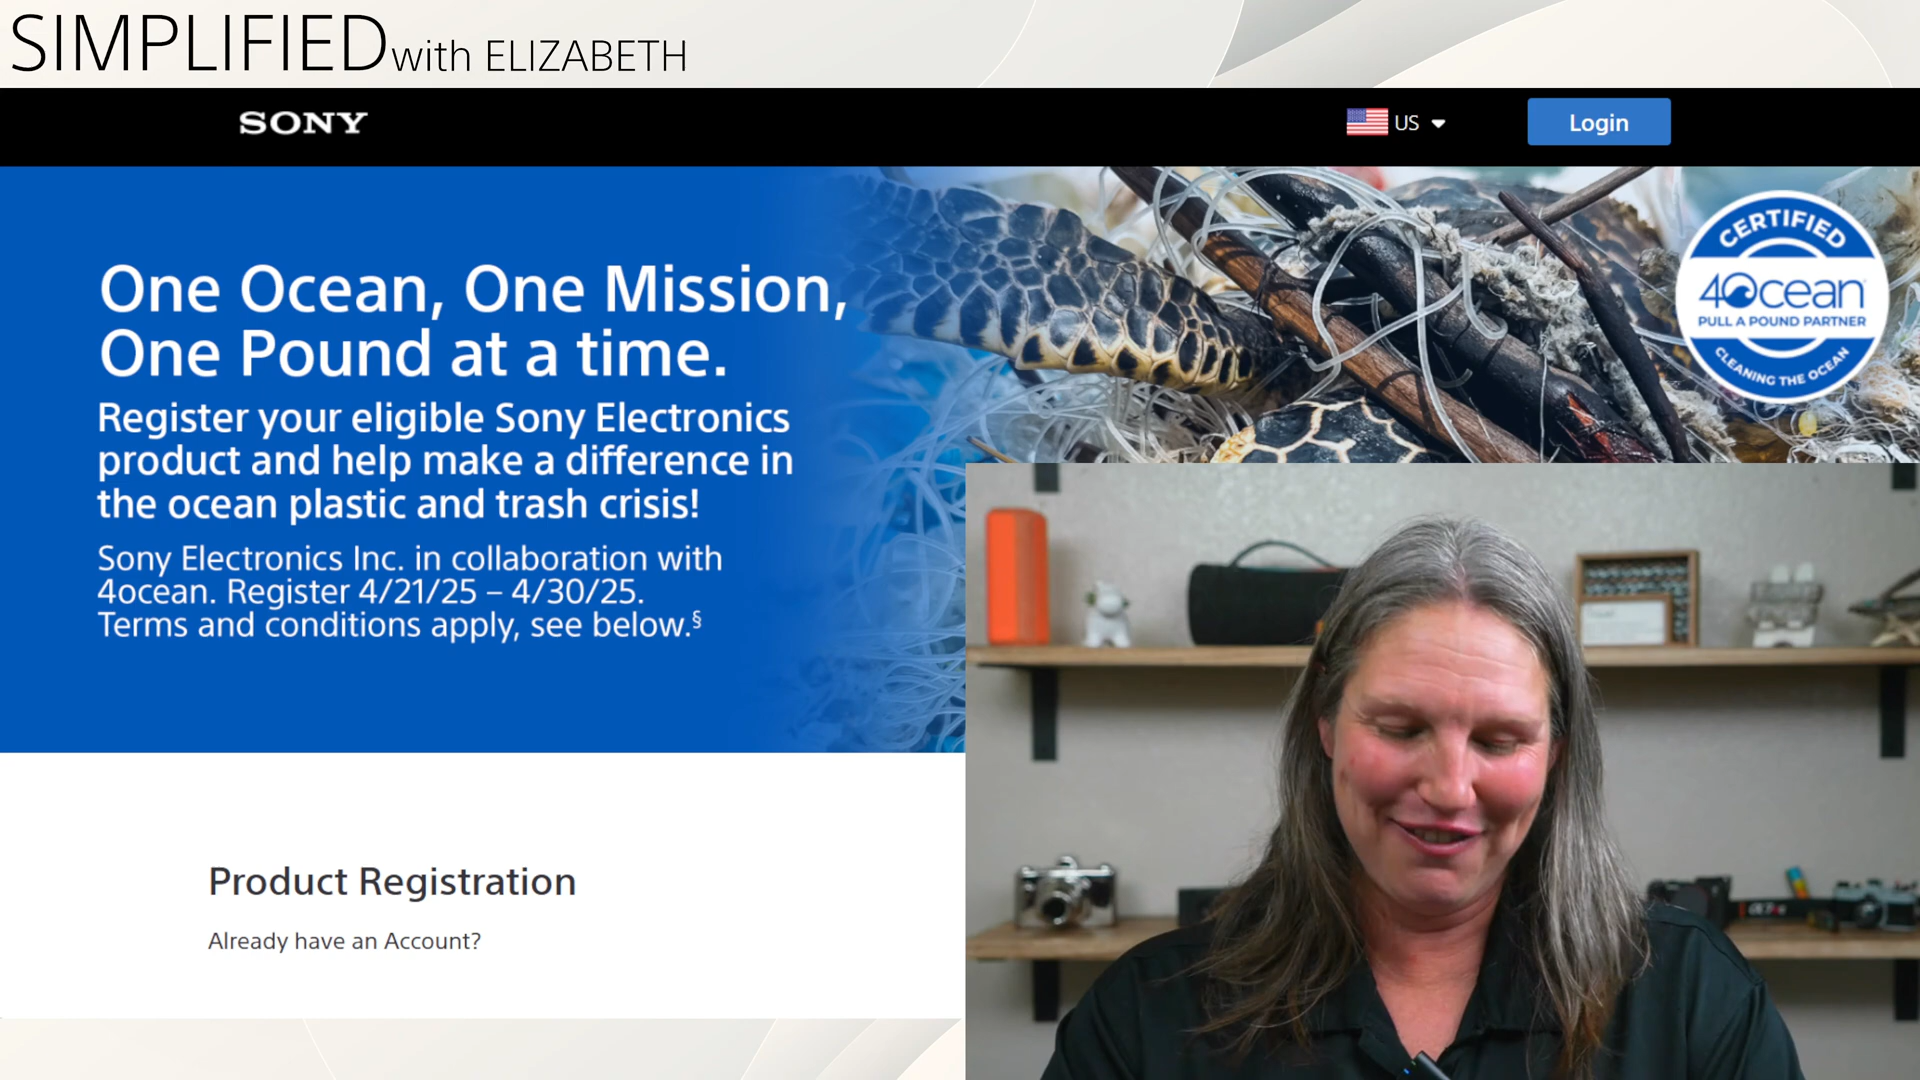 SIMPLIFIED with ELIZABETH
SONY
US
Login
One Ocean, One Mission,
One Pound at a time.
Register your eligible Sony Electronics
product and help make a difference in
the ocean plastic and trash crisis!
Sony Electronics Inc. in collaboration with
4ocean. Register 4/21/25 – 4/30/25.
Terms and conditions apply, see below.§
CERTIFIED
4Ocean
PULL A POUND PARTNER
CLEANING THE OCEAN
Product Registration
Already have an Account?